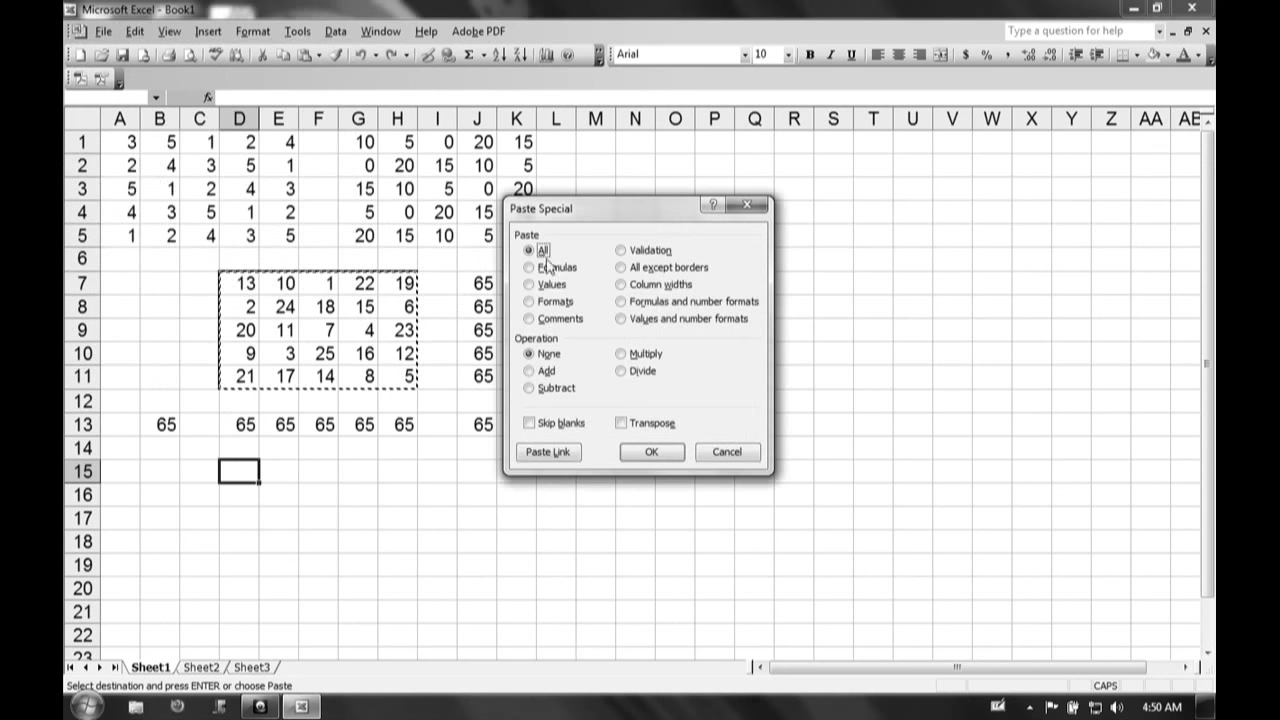 Microsoft Excel - Book1
File Edit View Insert Format Tools Data Window Help Adobe PDF Type a question for help
Arial 10 B I U $ % ,
fx
A B C D E F G H I J K L M N O P Q R S T U V W X Y Z AA AE
1 3 5 1 2 4 10 5 0 20 15
2 2 4 3 5 1 0 20 15 10 5
3 5 1 2 4 3 15 10 5 0 20
4 4 3 5 1 2 5 0 20 15
5 1 2 4 3 5 20 15 10 5
6
7 13 10 1 22 19 65
8 2 24 18 15 6 65
9 20 11 7 4 23 65
10 9 3 25 16 12 65
11 21 17 14 8 5 65
12
13 65 65 65 65 65 65 65
14
15
16
17
18
19
20
21
22
23
Paste Special
Paste
All Validation
Formulas All except borders
Values Column widths
Formats Formulas and number formats
Comments Values and number formats
Operation
None Multiply
Add Divide
Subtract
Skip blanks Transpose
Paste Link OK Cancel
Sheet1 Sheet2 Sheet3
Select destination and press ENTER or choose Paste CAPS
4:50 AM